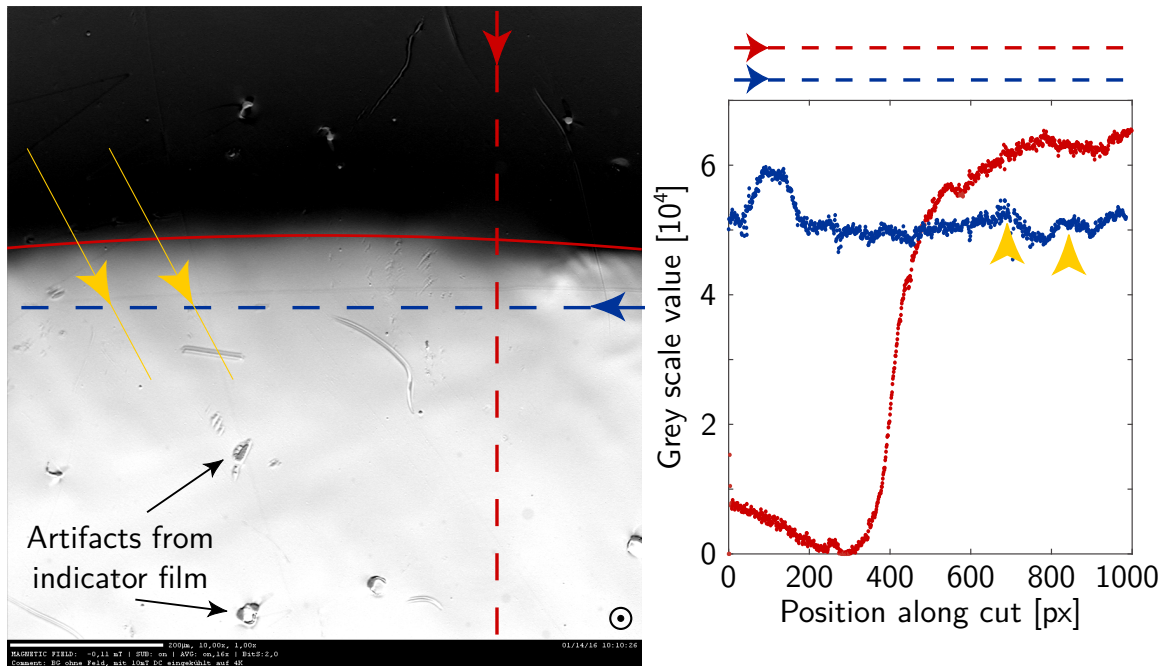 Artifacts from
indicator film
200µm, 10,00x, 1,00x
01/14/16 10:10:26
MAGNETIC FIELD: -0,11 mT | SUB: on | AVG: on,16x | BitS:2,0
Comment: BG ohne Feld, mit 10mT DC eingekühlt auf 4K
Grey scale value [10⁴]
6
4
2
0
0 200 400 600 800 1000
Position along cut [px]